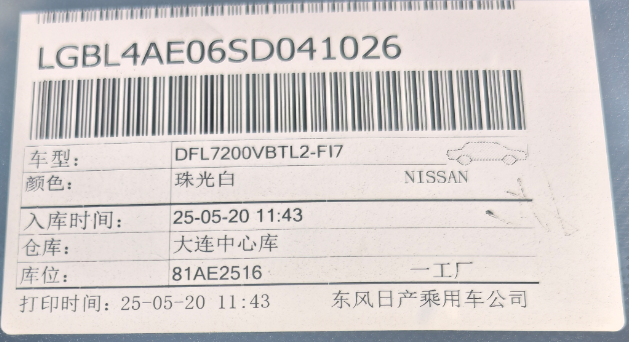 LGBL4AE06SD041026
车型: DFL7200VBTL2-FI7
颜色: 珠光白 NISSAN
入库时间: 25-05-20 11:43
仓库: 大连中心库
库位: 81AE2516 一工厂
打印时间: 25-05-20 11:43 东风日产乘用车公司